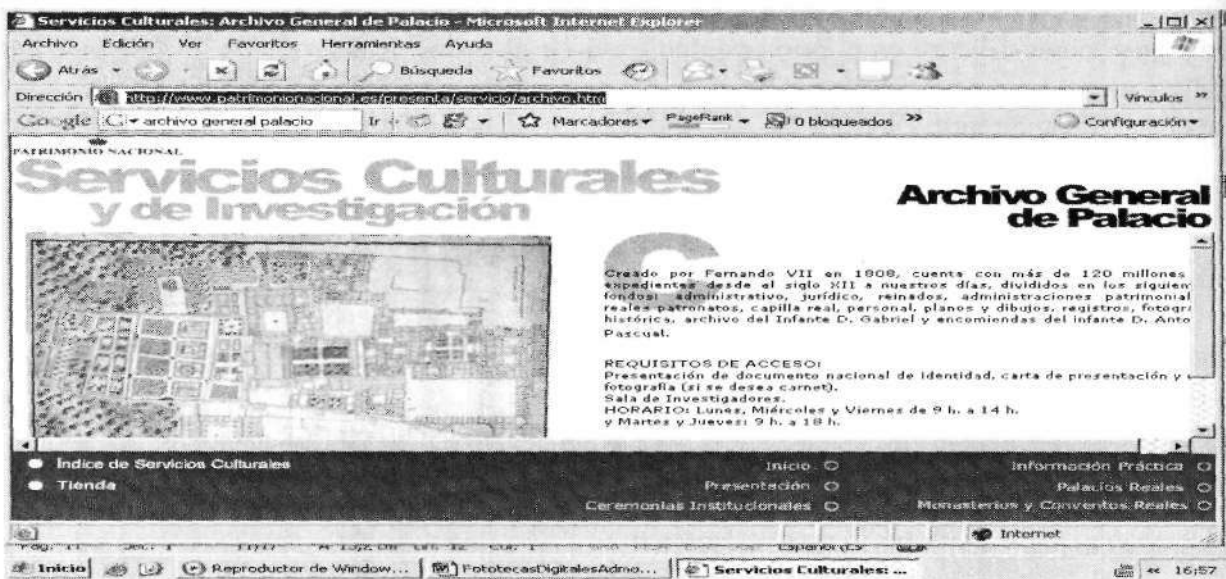 Servicios Culturales: Archivo General de Palacio - Microsoft Internet Explorer
Archivo Edición Ver Favoritos Herramientas Ayuda
Atrás Búsqueda Favoritos
Dirección http://www.patrimonionacional.es/presenta/servicio/archivo.htm Vínculos »
Google G archivo general palacio Ir Marcadores PageRank 0 bloqueados » Configuración
PATRIMONIO NACIONAL
Servicios Culturales
y de Investigación
Archivo General
de Palacio
C
Creado por Fernando VII en 1808, cuenta con más de 120 millones
expedientes desde el siglo XII a nuestros días, divididos en los siguien
fondos: administrativo, jurídico, reinados, administraciones patrimonial
reales patronatos, capilla real, personal, planos y dibujos, registros, fotogr
histórica, archivo del Infante D. Gabriel y encomiendas del infante D. Anto
Pascual.
REQUISITOS DE ACCESO:
Presentación de documento nacional de identidad, carta de presentación y
fotografía (si se desea carnet).
Sala de Investigadores.
HORARIO: Lunes, Miércoles y Viernes de 9 h. a 14 h.
y Martes y Jueves: 9 h. a 18 h.
Índice de Servicios Culturales Inicio Información Práctica
Tienda Presentación Palacios Reales
Ceremonias Institucionales Monasterios y Conventos Reales
Internet
Inicio Reproductor de Window... FototecasDigitalesAdmo... Servicios Culturales: ... « 16:57